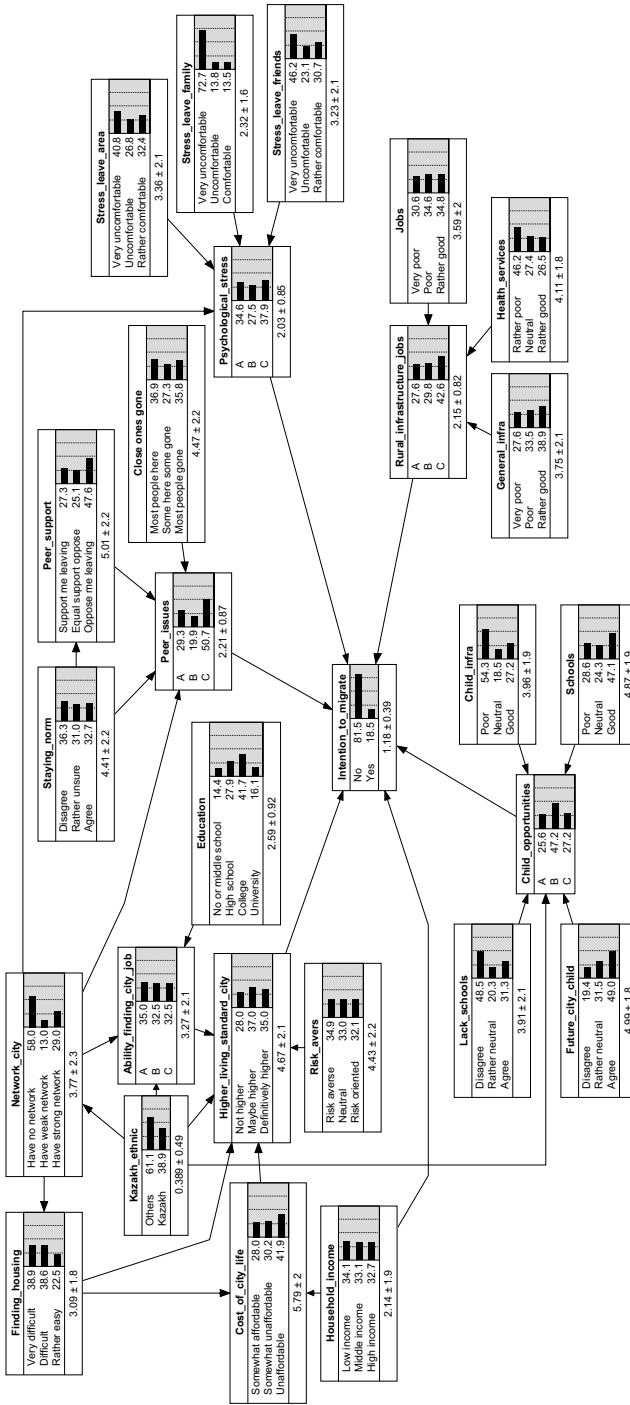 Finding_housing
Very difficult 38.9
Difficult 38.6
Rather easy 22.5
3.09 ± 1.8
Network_city
Have no network 58.0
Have weak network 13.0
Have strong network 29.0
3.77 ± 2.3
Staying_norm
Disagree 36.3
Rather unsure 31.0
Agree 32.7
4.41 ± 2.2
Peer_support
Support me leaving 27.3
Equal support oppose 25.1
Oppose me leaving 47.6
5.01 ± 2.2
Stress_leave_area
Very uncomfortable 40.8
Uncomfortable 26.8
Rather comfortable 32.4
3.36 ± 2.1
Kazakh_ethnic
Others 61.1
Kazakh 38.9
0.389 ± 0.49
Ability_finding_city_job
A 35.0
B 32.5
C 32.5
3.27 ± 2.1
Education
No or middle school 14.4
High school 27.9
College 41.7
University 16.1
2.59 ± 0.92
Peer_issues
A 29.3
B 19.9
C 50.7
2.21 ± 0.87
Close ones gone
Most people here 36.9
Some here some gone 27.3
Most people gone 35.8
4.47 ± 2.2
Psychological_stress
A 34.6
B 27.5
C 37.9
2.03 ± 0.85
Stress_leave_family
Very uncomfortable 72.7
Uncomfortable 13.8
Comfortable 13.5
2.32 ± 1.6
Stress_leave_friends
Very uncomfortable 46.2
Uncomfortable 23.1
Rather comfortable 30.7
3.23 ± 2.1
Cost_of_city_life
Somewhat affordable 28.0
Somewhat unaffordable 30.2
Unaffordable 41.9
5.79 ± 2
Higher_living_standard_city
Not higher 28.0
Maybe higher 37.0
Definitively higher 35.0
4.67 ± 2.1
Household_income
Low income 34.1
Middle income 33.1
High income 32.7
2.14 ± 1.9
Risk_avers
Risk averse 34.9
Neutral 33.0
Risk oriented 32.1
4.43 ± 2.2
Intention_to_migrate
No 81.5
Yes 18.5
1.18 ± 0.39
Rural_infrastructure_jobs
A 27.6
B 29.8
C 42.6
2.15 ± 0.82
Jobs
Very poor 30.6
Poor 34.6
Rather good 34.8
3.59 ± 2
General_infra
Very poor 27.6
Poor 33.5
Rather good 38.9
3.75 ± 2.1
Health_services
Rather poor 46.2
Neutral 27.4
Rather good 26.5
4.11 ± 1.8
Lack_schools
Disagree 48.5
Rather neutral 20.3
Agree 31.3
3.91 ± 2.1
Child_opportunities
A 25.6
B 47.2
C 27.2
Child_infra
Poor 54.3
Neutral 18.5
Good 27.2
3.96 ± 1.9
Future_city_child
Disagree 19.4
Rather neutral 31.5
Agree 49.0
4.99 ± 1.8
Schools
Poor 28.6
Neutral 24.3
Good 47.1
4.87 ± 1.9